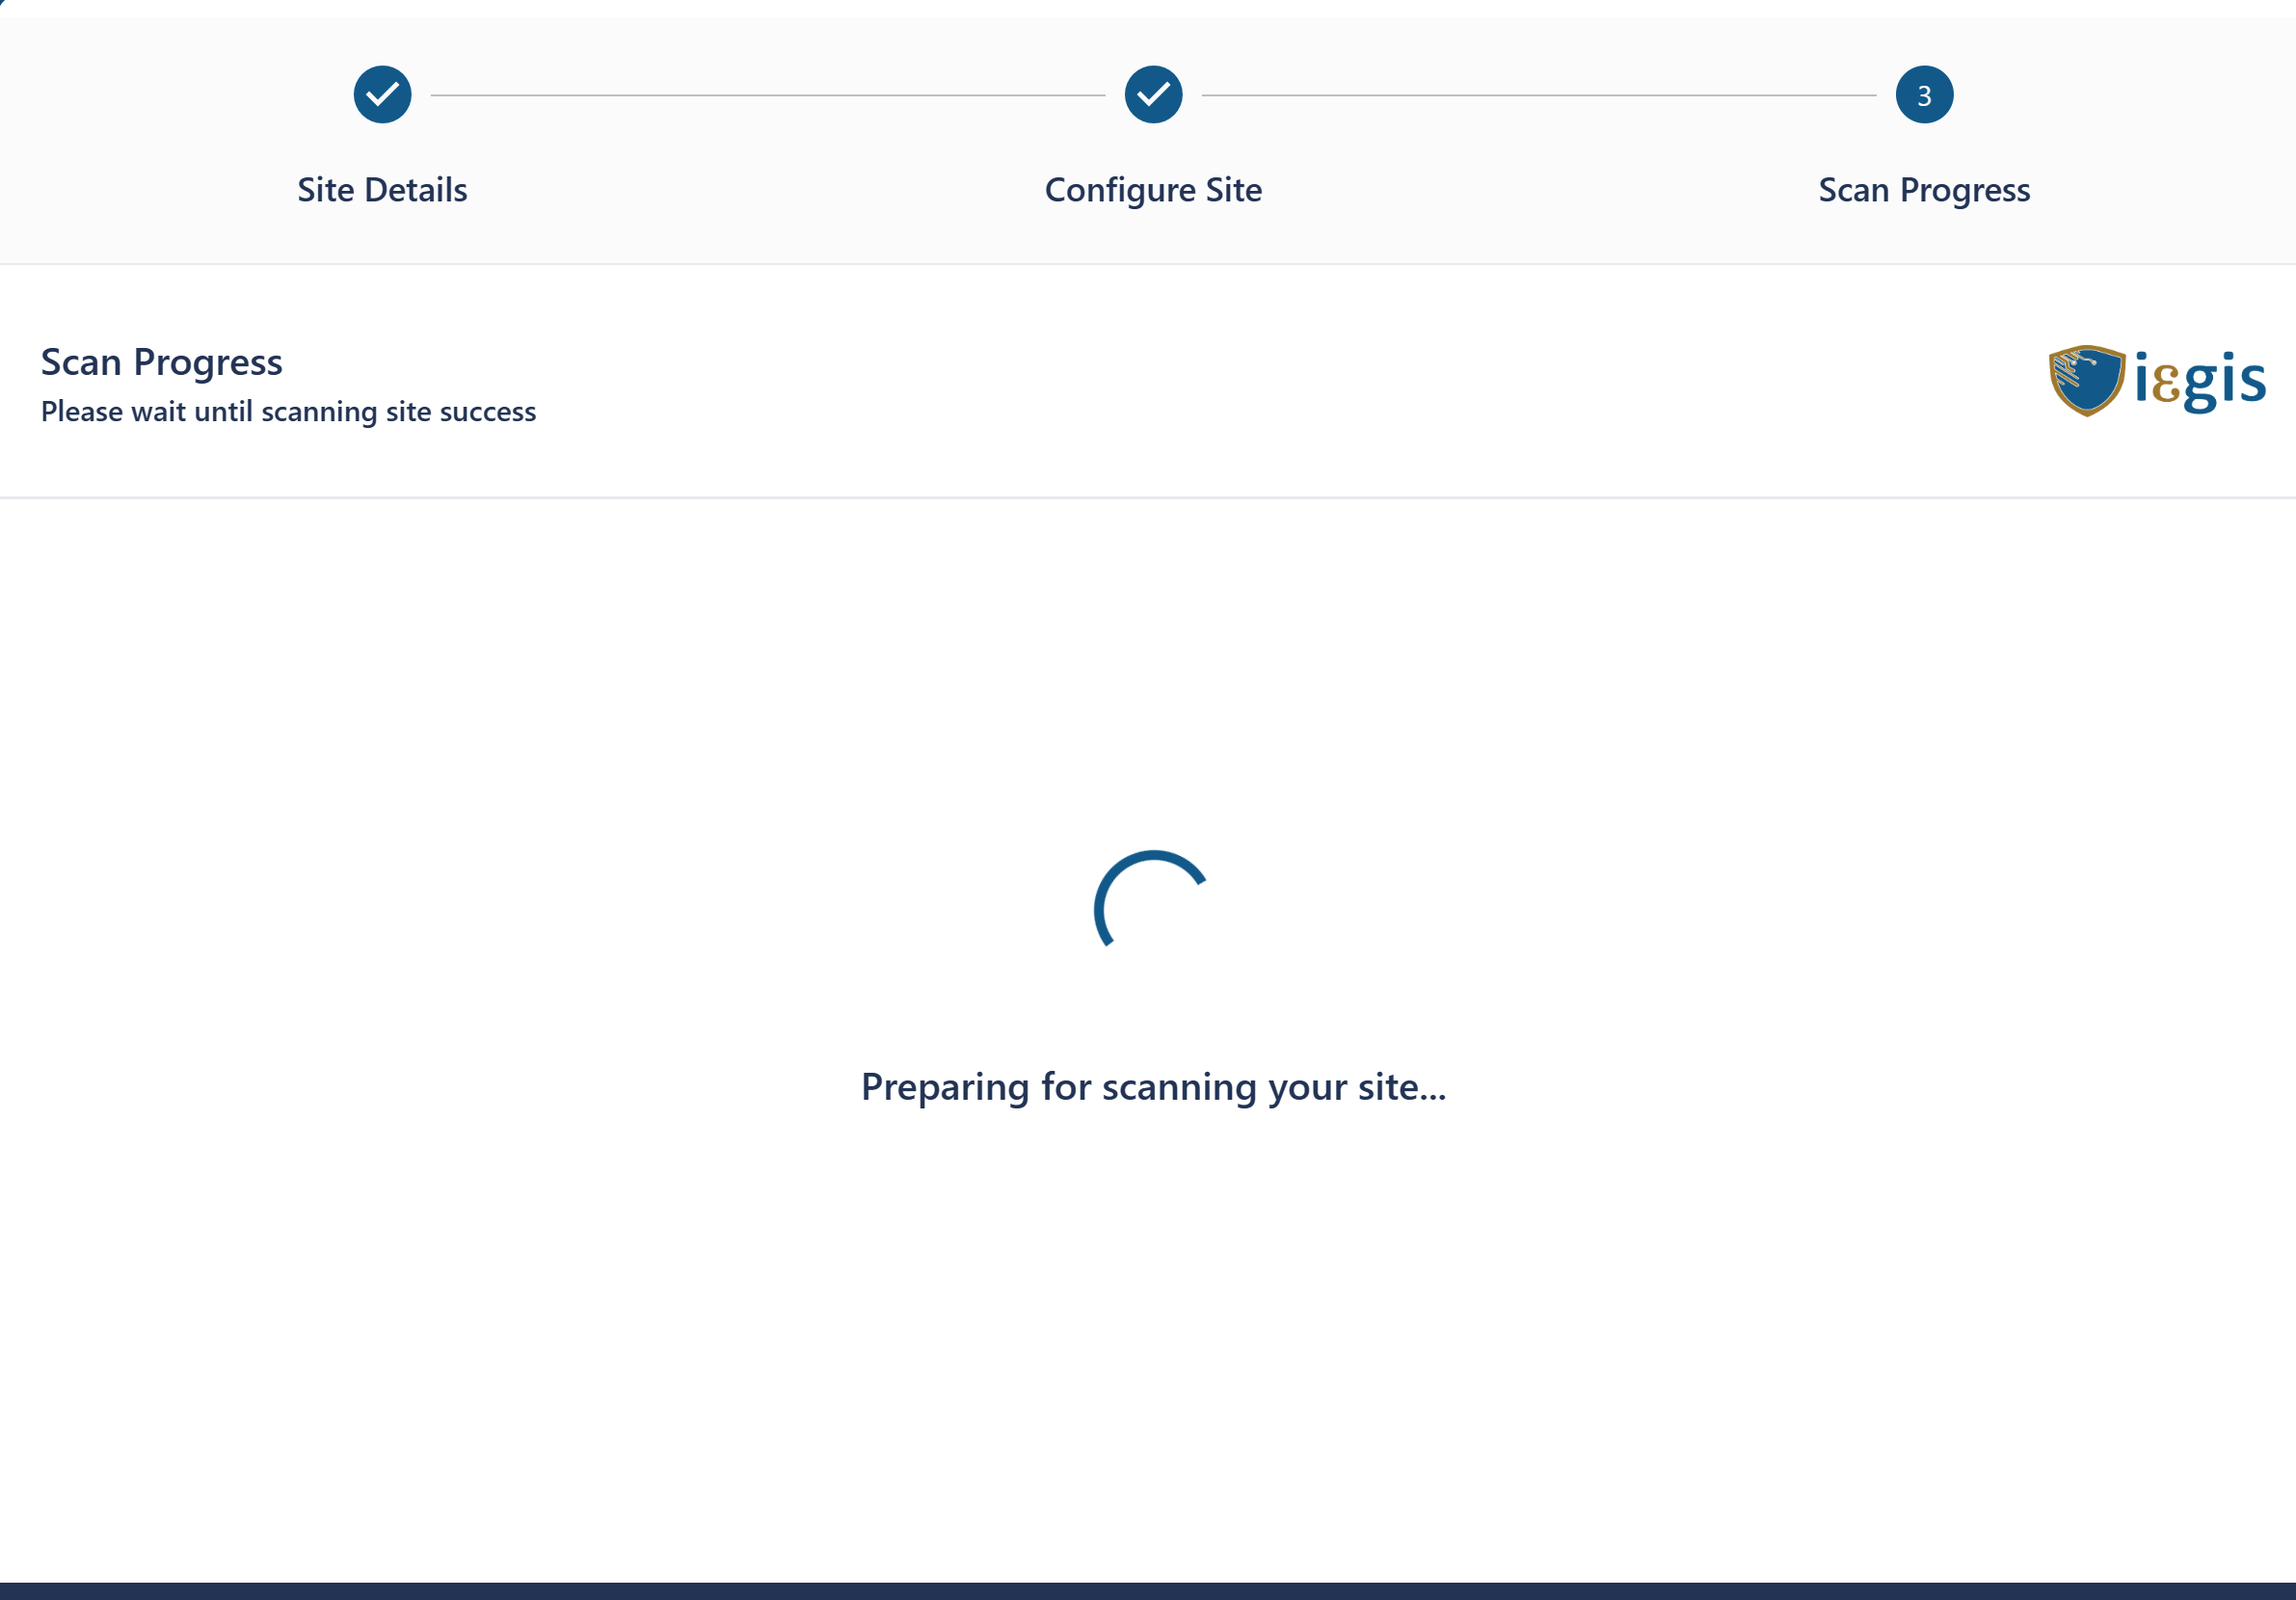 3
Site Details
Configure Site
Scan Progress
Scan Progress
Please wait until scanning site success
iεgis
Preparing for scanning your site...